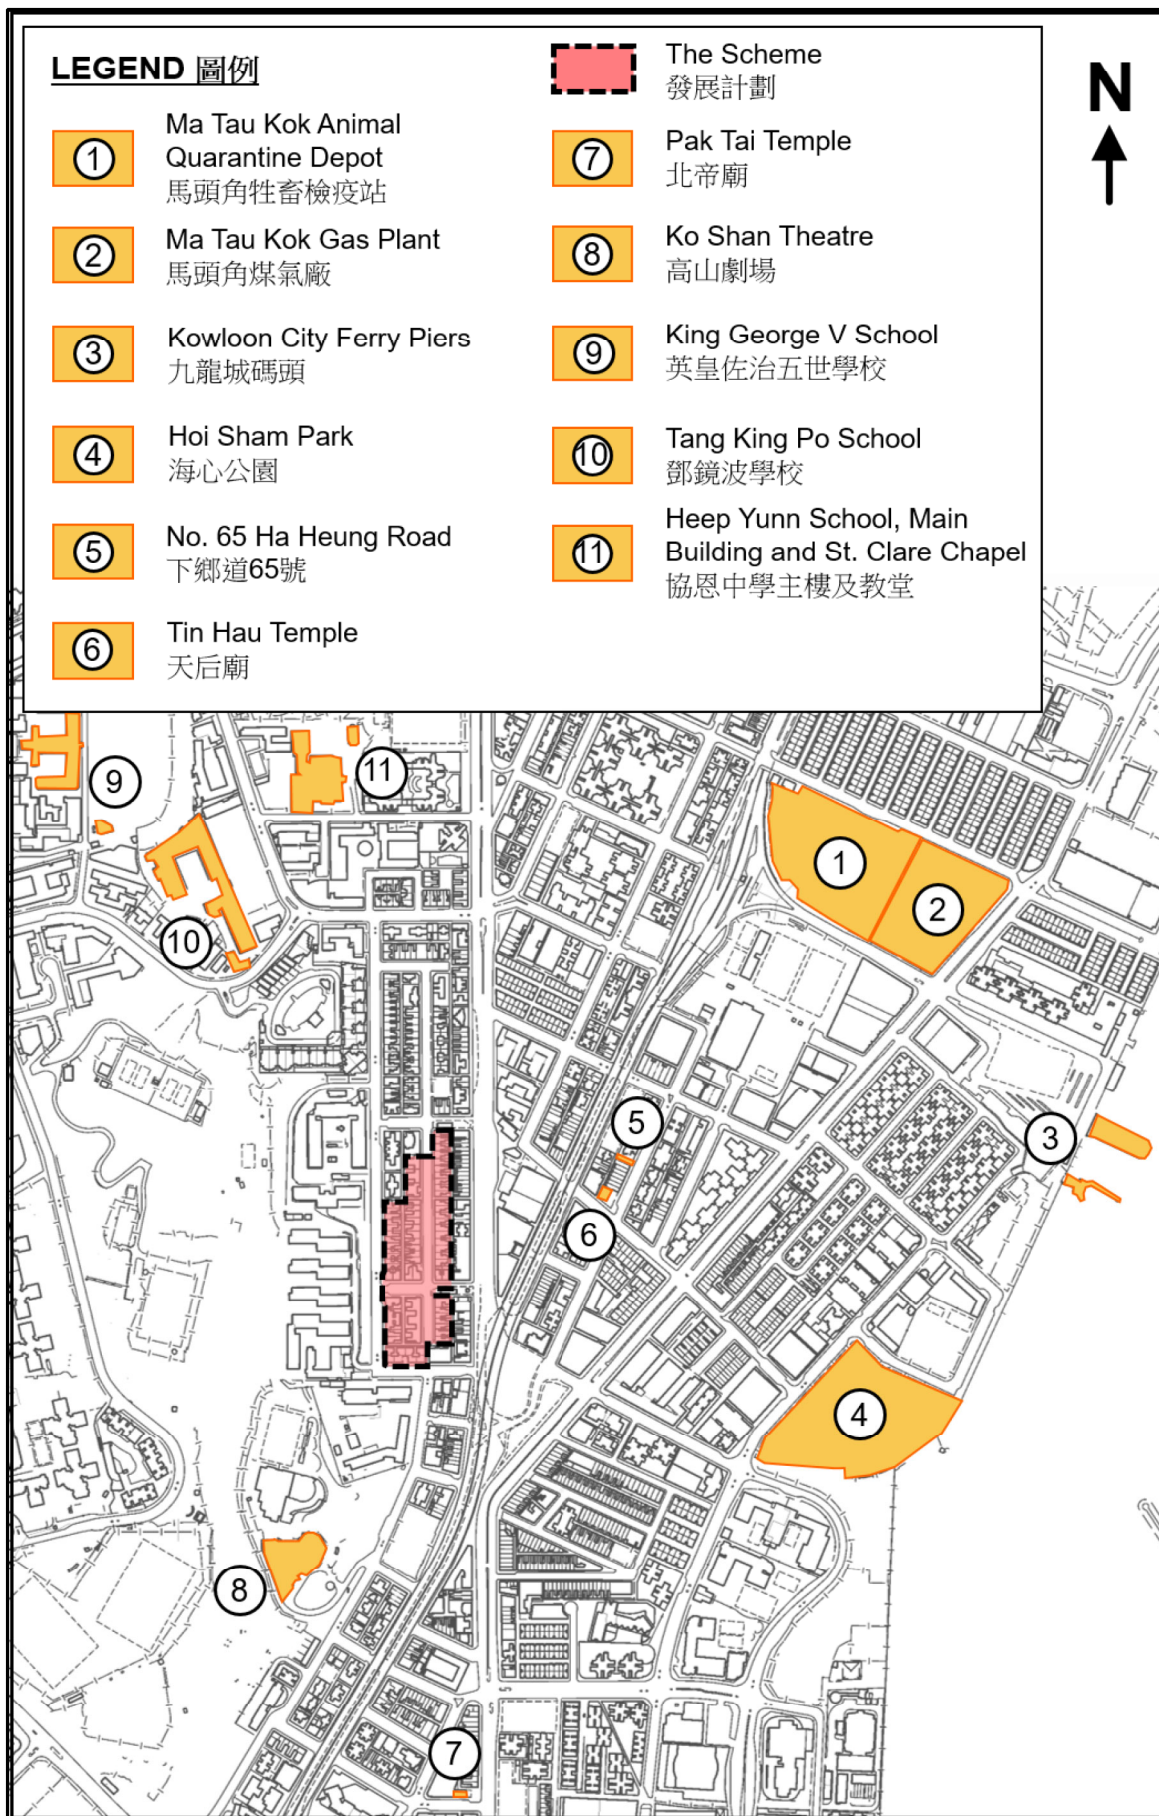 LEGEND 圖例
1
Ma Tau Kok Animal
Quarantine Depot
馬頭角牲畜檢疫站
2
Ma Tau Kok Gas Plant
馬頭角煤氣廠
3
Kowloon City Ferry Piers
九龍城碼頭
4
Hoi Sham Park
海心公園
5
No. 65 Ha Heung Road
下鄉道65號
6
Tin Hau Temple
天后廟
The Scheme
發展計劃
7
Pak Tai Temple
北帝廟
8
Ko Shan Theatre
高山劇場
9
King George V School
英皇佐治五世學校
10
Tang King Po School
鄧鏡波學校
11
Heep Yunn School, Main
Building and St. Clare Chapel
協恩中學主樓及教堂
N
9
11
1
2
10
5
3
6
4
8
7